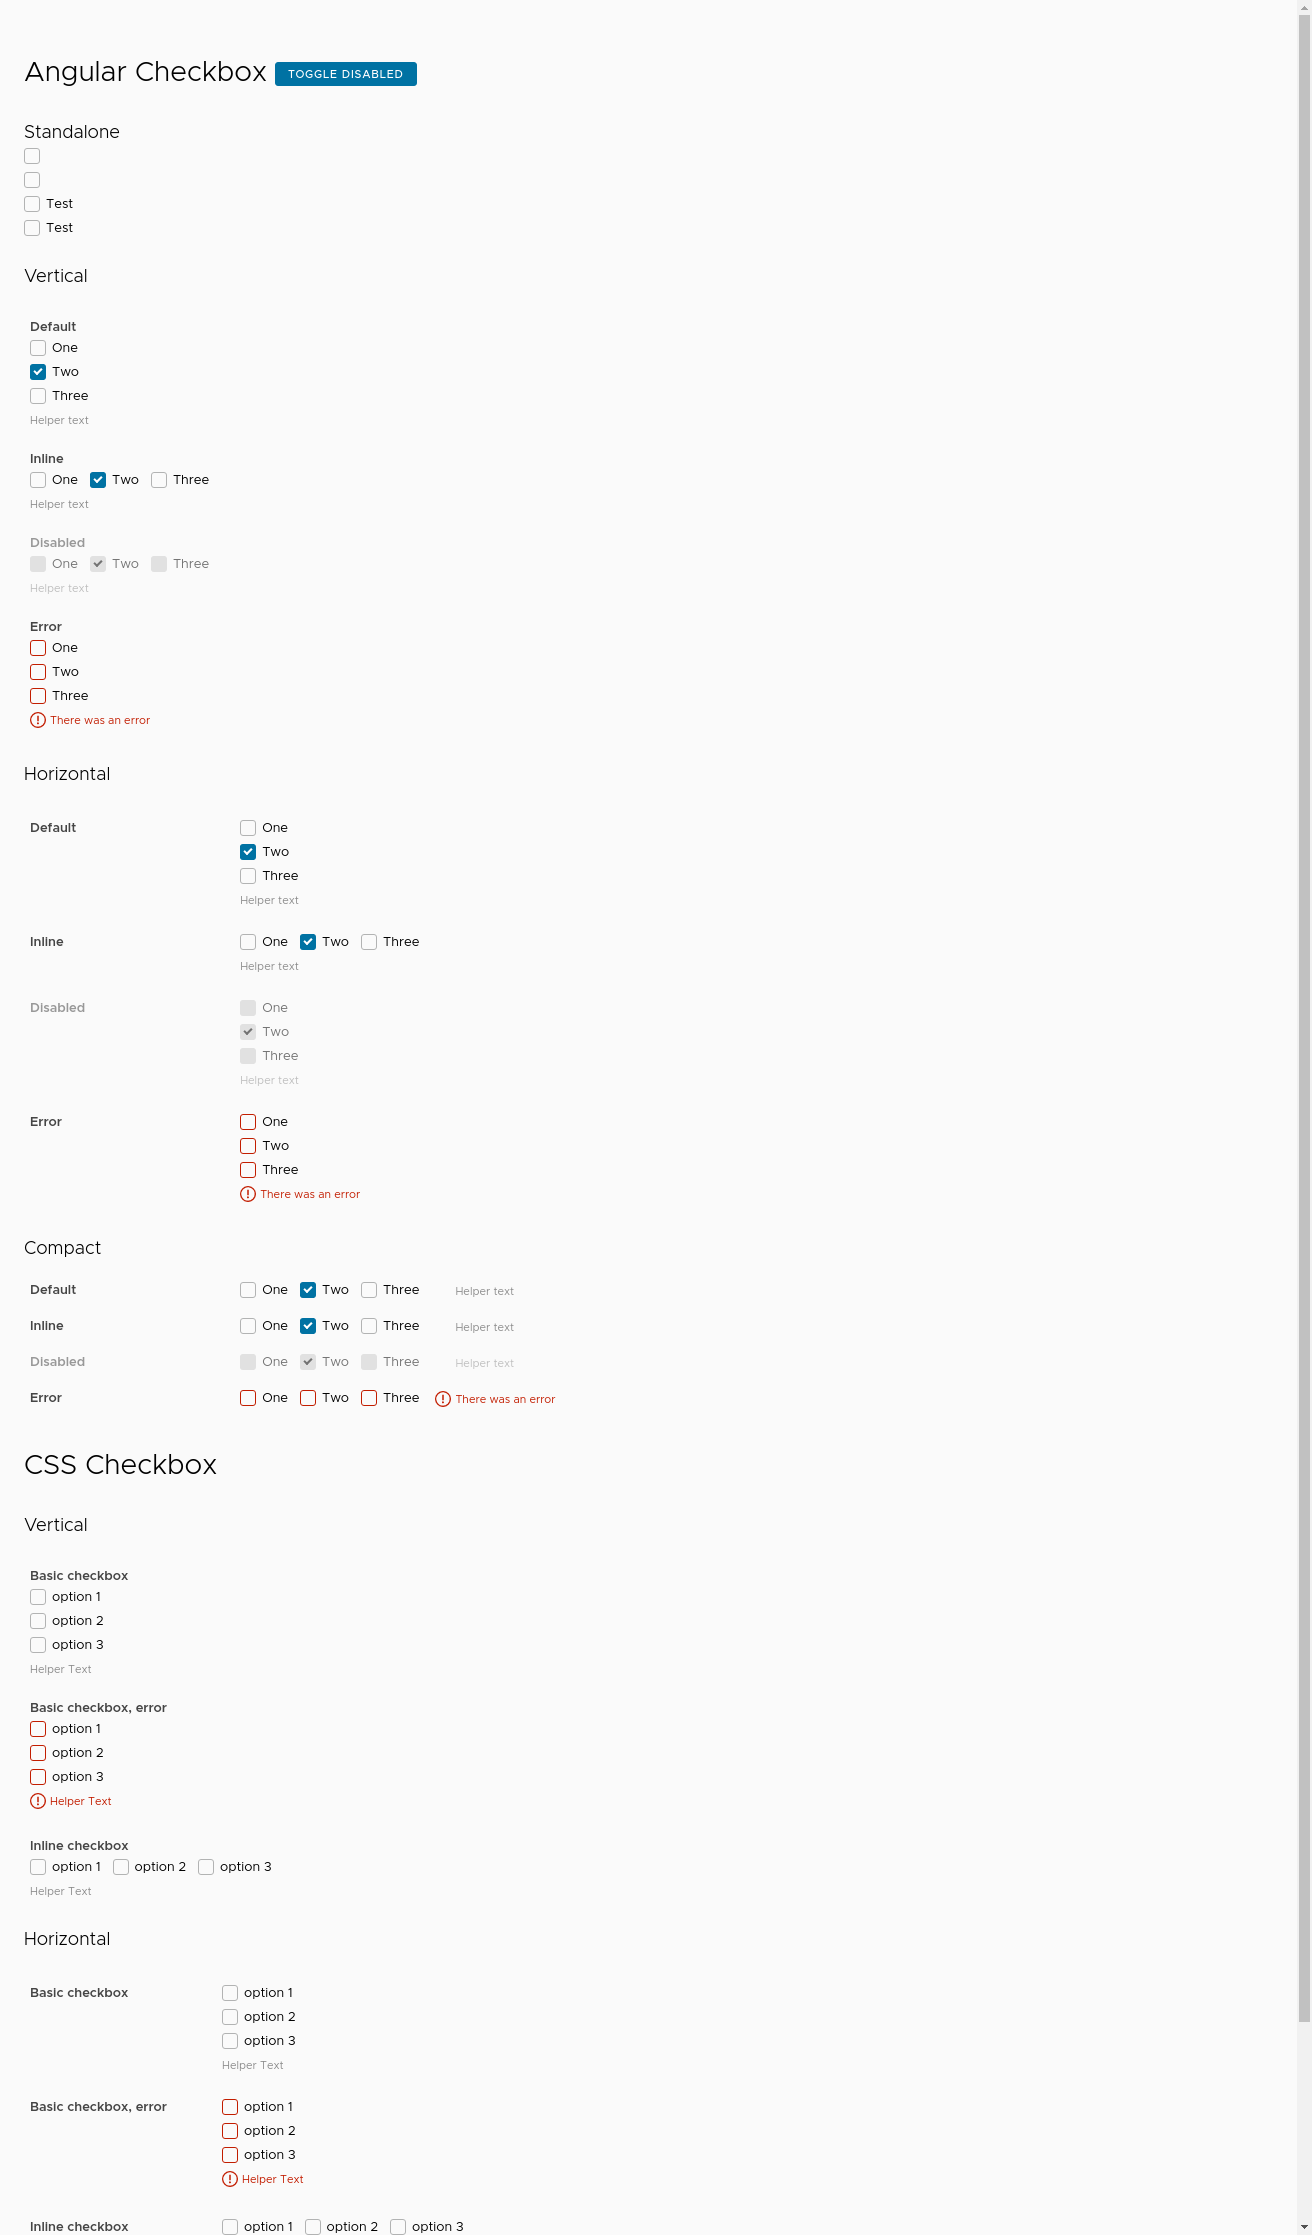 Angular Checkbox TOGGLE DISABLED
Standalone
Test
Test
Vertical
Default
One
Two
Three
Helper text
Inline
One Two Three
Helper text
Disabled
One Two Three
Helper text
Error
One
Two
Three
There was an error
Horizontal
Default One
Two
Three
Helper text
Inline One Two Three
Helper text
Disabled One
Two
Three
Helper text
Error One
Two
Three
There was an error
Compact
Default One Two Three Helper text
Inline One Two Three Helper text
Disabled One Two Three Helper text
Error One Two Three There was an error
CSS Checkbox
Vertical
Basic checkbox
option 1
option 2
option 3
Helper Text
Basic checkbox, error
option 1
option 2
option 3
Helper Text
Inline checkbox
option 1 option 2 option 3
Helper Text
Horizontal
Basic checkbox option 1
option 2
option 3
Helper Text
Basic checkbox, error option 1
option 2
option 3
Helper Text
Inline checkbox option 1 option 2 option 3